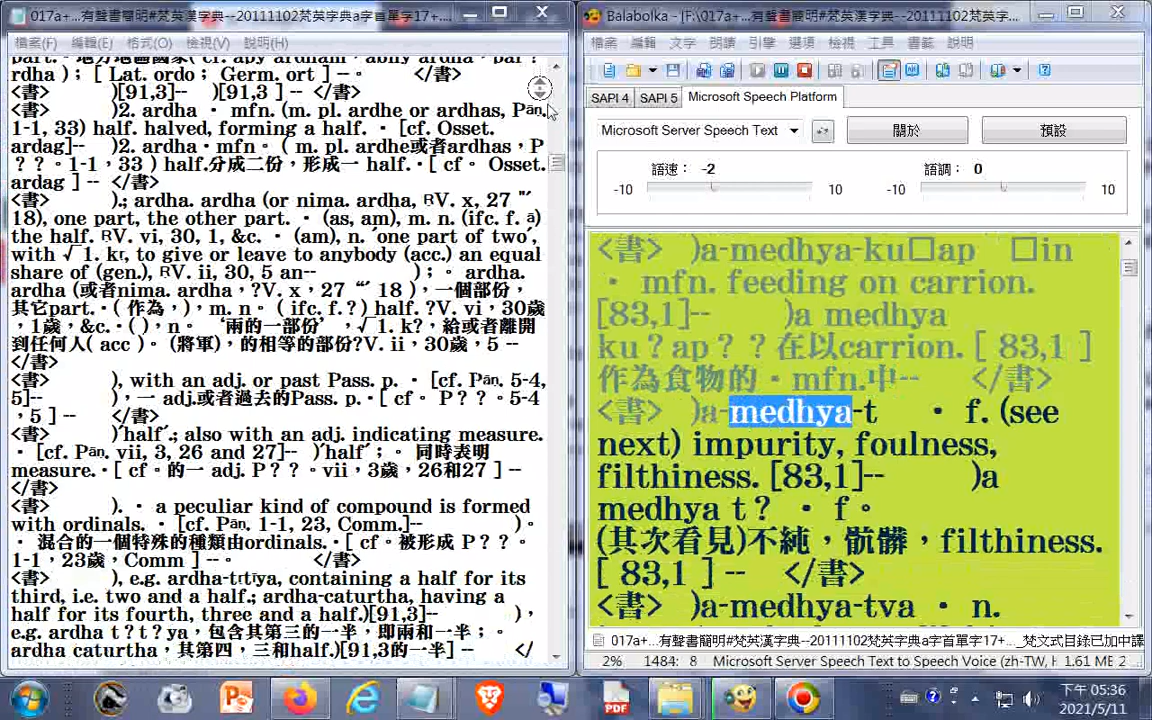 017a+...有聲書簡明#梵英漢字典--20111102梵英字典a字首單字17+...
檔案(F) 編輯(E) 格式(O) 檢視(V) 說明(H)
rdha ); [ Lat. ordo; Germ. ort ] -- 。 </書>
<書> )[91,3]-- )[91,3 ] -- </書>
<書> )2. ardha ・ mfn. (m. pl. ardhe or ardhas, Pāṇ.
1-1, 33) half. halved, forming a half. ・ [cf. Osset.
ardag]-- )2. ardha・mfn。 ( m. pl. ardhe或者ardhas,P
??。1-1,33 ) half.分成二份,形成一 half.・[ cf。 Osset.
ardag ] -- </書>
<書> ).; ardha. ardha (or nima. ardha, ṚV. x, 27 "´
18), one part, the other part. ・ (as, am), m. n. (ifc. f. ā)
the half. ṚV. vi, 30, 1, &c. ・ (am), n. ´one part of two´,
with √ 1. kṛ, to give or leave to anybody (acc.) an equal
share of (gen.), ṚV. ii, 30, 5 an-- );。 ardha.
ardha (或者nima. ardha,?V. x,27 "´ 18 ),一個部份,
其它part.・( 作為,), m. n。 (ifc. f.?) half. ?V. vi,30歲
,1歲,&c.・( ),n。 ‘兩的一部份’,√ 1. k?,給或者離開
到任何人( acc )。 (將軍),的相等的部份?V. ii,30歲,5 --
</書>
<書> ), with an adj. or past Pass. p. ・ [cf. Pāṇ. 5-4,
5]-- ),一 adj.或者過去的Pass. p.・[ cf。 P??。5-4
,5 ] -- </書>
<書> )´half´.; also with an adj. indicating measure.
・ [cf. Pāṇ. vii, 3, 26 and 27]-- )´half´;。 同時表明
measure.・[ cf。的一 adj. P??。vii,3歲,26和27 ] --
</書>
<書> ). ・ a peculiar kind of compound is formed
with ordinals. ・ [cf. Pāṇ. 1-1, 23, Comm.]-- )。
・ 混合的一個特殊的種類由ordinals.・[ cf。被形成 P??。
1-1,23歲,Comm ] -- </書>
<書> ), e.g. ardha-tṛtīya, containing a half for its
third, i.e. two and a half.; ardha-caturtha, having a
half for its fourth, three and a half.)[91,3]-- ),
e.g. ardha t?t?ya,包含其第三的一半,即兩和一半;。
ardha caturtha,其第四,三和half.)[91,3的一半] -- </
Balabolka - [F:\017a+...有聲書簡明#梵英漢字典--20111102梵英字...
檔案 編輯 文字 朗讀 引擎 選項 檢視 工具 書籤 說明
SAPI 4 SAPI 5 Microsoft Speech Platform
Microsoft Server Speech Text 關於 預設
語速: -2 語調: 0
-10 10 -10 10
<書> )a-medhya-ku□ap □in
・ mfn. feeding on carrion.
[83,1]-- )a medhya
ku?ap??在以carrion. [ 83,1 ]
作為食物的・mfn.中-- </書>
<書> )a-medhya-t ・ f. (see
next) impurity, foulness,
filthiness. [83,1]-- )a
medhya t? ・ f。
(其次看見)不純,骯髒,filthiness.
[ 83,1 ] -- </書>
<書> )a-medhya-tva ・ n.
017a+...有聲書簡明#梵英漢字典--20111102梵英字典a字首單字17+..._梵文式目錄已加中譯
2% 1484: 8 Microsoft Server Speech Text to Speech Voice (zh-TW, H 1.61 MB 2
PDF
下午 05:36
2021/5/11